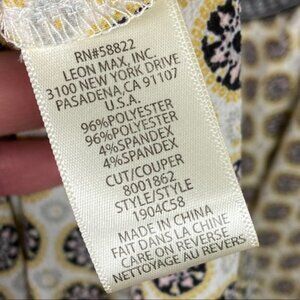 RN#58822
LEON MAX, INC.
3100 NEW YORK DRIVE
PASADENA, CA 91107
U.S.A.
96%POLYESTER
96%POLYESTER
4%SPANDEX
4%SPANDEX
CUT/COUPER
8001862
STYLE/STYLE
1904C58
MADE IN CHINA
FAIT DANS LA CHINE
CARE ON REVERSE
NETTOYAGE AU REVERS